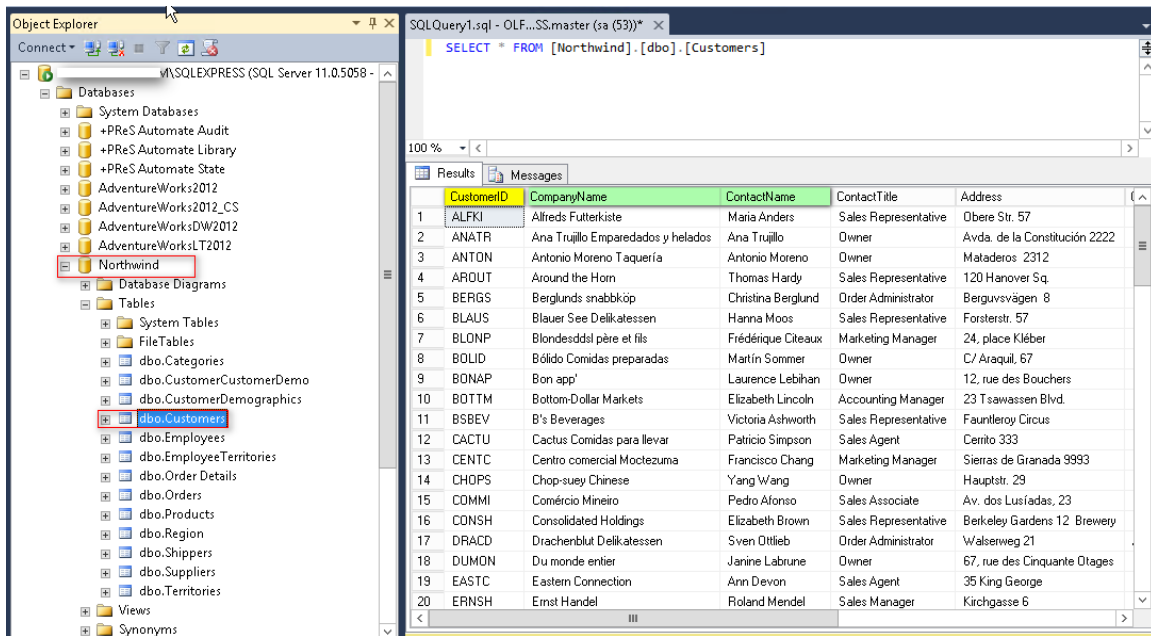 Object Explorer
Connect
M\SQLEXPRESS (SQL Server 11.0.5058 -
Databases
System Databases
+PReS Automate Audit
+PReS Automate Library
+PReS Automate State
AdventureWorks2012
AdventureWorks2012_CS
AdventureWorksDW2012
AdventureWorksLT2012
Northwind
Database Diagrams
Tables
System Tables
FileTables
dbo.Categories
dbo.CustomerCustomerDemo
dbo.CustomerDemographics
dbo.Customers
dbo.Employees
dbo.EmployeeTerritories
dbo.Order Details
dbo.Orders
dbo.Products
dbo.Region
dbo.Shippers
dbo.Suppliers
dbo.Territories
Views
Synonyms
SQLQuery1.sql - OLF...SS.master (sa (53))*
SELECT * FROM [Northwind].[dbo].[Customers]
100 %
Results Messages
CustomerID CompanyName ContactName ContactTitle Address
1 ALFKI Alfreds Futterkiste Maria Anders Sales Representative Obere Str. 57
2 ANATR Ana Trujillo Emparedados y helados Ana Trujillo Owner Avda. de la Constitución 2222
3 ANTON Antonio Moreno Taquería Antonio Moreno Owner Mataderos 2312
4 AROUT Around the Horn Thomas Hardy Sales Representative 120 Hanover Sq.
5 BERGS Berglunds snabbköp Christina Berglund Order Administrator Berguvsvägen 8
6 BLAUS Blauer See Delikatessen Hanna Moos Sales Representative Forsterstr. 57
7 BLONP Blondesddsl père et fils Frédérique Citeaux Marketing Manager 24, place Kléber
8 BOLID Bólido Comidas preparadas Martín Sommer Owner C/ Araquil, 67
9 BONAP Bon app' Laurence Lebihan Owner 12, rue des Bouchers
10 BOTTM Bottom-Dollar Markets Elizabeth Lincoln Accounting Manager 23 Tsawassen Blvd.
11 BSBEV B's Beverages Victoria Ashworth Sales Representative Fauntleroy Circus
12 CACTU Cactus Comidas para llevar Patricio Simpson Sales Agent Cerrito 333
13 CENTC Centro comercial Moctezuma Francisco Chang Marketing Manager Sierras de Granada 9993
14 CHOPS Chop-suey Chinese Yang Wang Owner Hauptstr. 29
15 COMMI Comércio Mineiro Pedro Afonso Sales Associate Av. dos Lusíadas, 23
16 CONSH Consolidated Holdings Elizabeth Brown Sales Representative Berkeley Gardens 12 Brewery
17 DRACD Drachenblut Delikatessen Sven Ottlieb Order Administrator Walserweg 21
18 DUMON Du monde entier Janine Labrune Owner 67, rue des Cinquante Otages
19 EASTC Eastern Connection Ann Devon Sales Agent 35 King George
20 ERNSH Ernst Handel Roland Mendel Sales Manager Kirchgasse 6